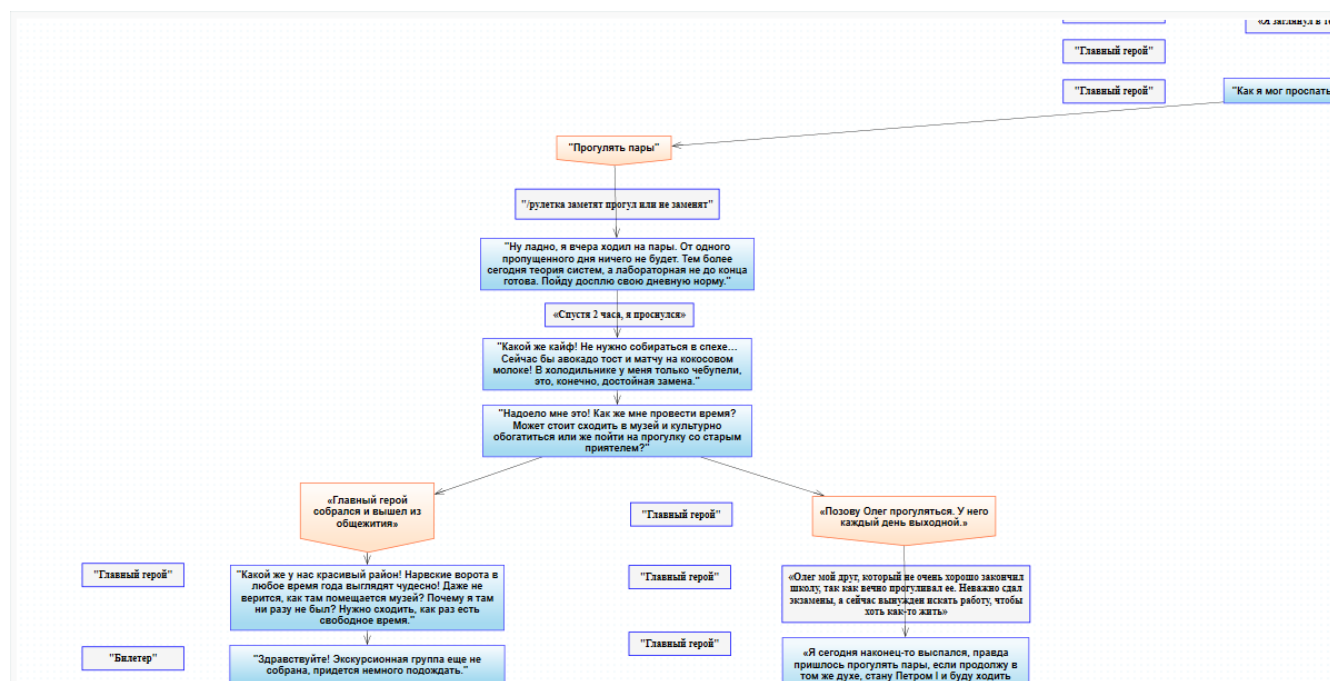 «Я заглянул в
"Главный герой"
"Главный герой"
"Как я мог проспать
"Прогулять пары"
"/рулетка заметят прогул или не заменят"
"Ну ладно, я вчера ходил на пары. От одного
пропущенного дня ничего не будет. Тем более
сегодня теория систем, а лабораторная не до конца
готова. Пойду досплю свою дневную норму."
«Спустя 2 часа, я проснулся»
"Какой же кайф! Не нужно собираться в спехе...
Сейчас бы авокадо тост и матчу на кокосовом
молоке! В холодильнике у меня только чебупели,
это, конечно, достойная замена."
"Надоело мне это! Как же мне провести время?
Может стоит сходить в музей и культурно
обогатиться или же пойти на прогулку со старым
приятелем?"
«Главный герой
собрался и вышел из
общежития»
"Главный герой"
«Позову Олег прогуляться. У него
каждый день выходной.»
"Главный герой"
"Какой же у нас красивый район! Нарвские ворота в
любое время года выглядят чудесно! Даже не
верится, как там помещается музей? Почему я там
ни разу не был? Нужно сходить, как раз есть
свободное время."
"Главный герой"
«Олег мой друг, который не очень хорошо закончил
школу, так как вечно прогуливал ее. Неважно сдал
экзамены, а сейчас вынужден искать работу, чтобы
хоть как-то жить»
"Билетер"
"Здравствуйте! Экскурсионная группа еще не
собрана, придется немного подождать."
"Главный герой"
«Я сегодня наконец-то выспался, правда
пришлось прогулять пары, если продолжу в
том же духе, стану Петром I и буду ходить